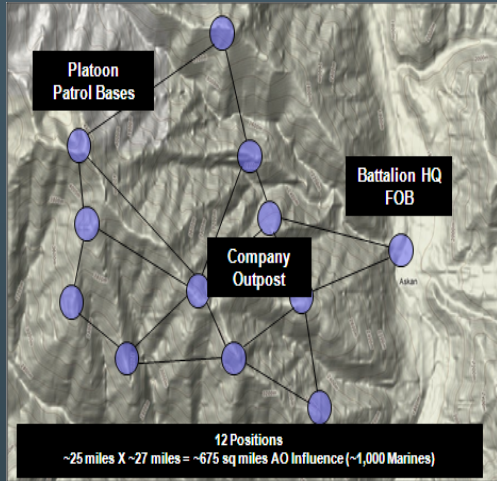 Platoon
Patrol Bases
Battalion HQ
FOB
Company
Outpost
Askan
12 Positions
~25 miles X ~27 miles = ~675 sq miles AO Influence (~1,000 Marines)